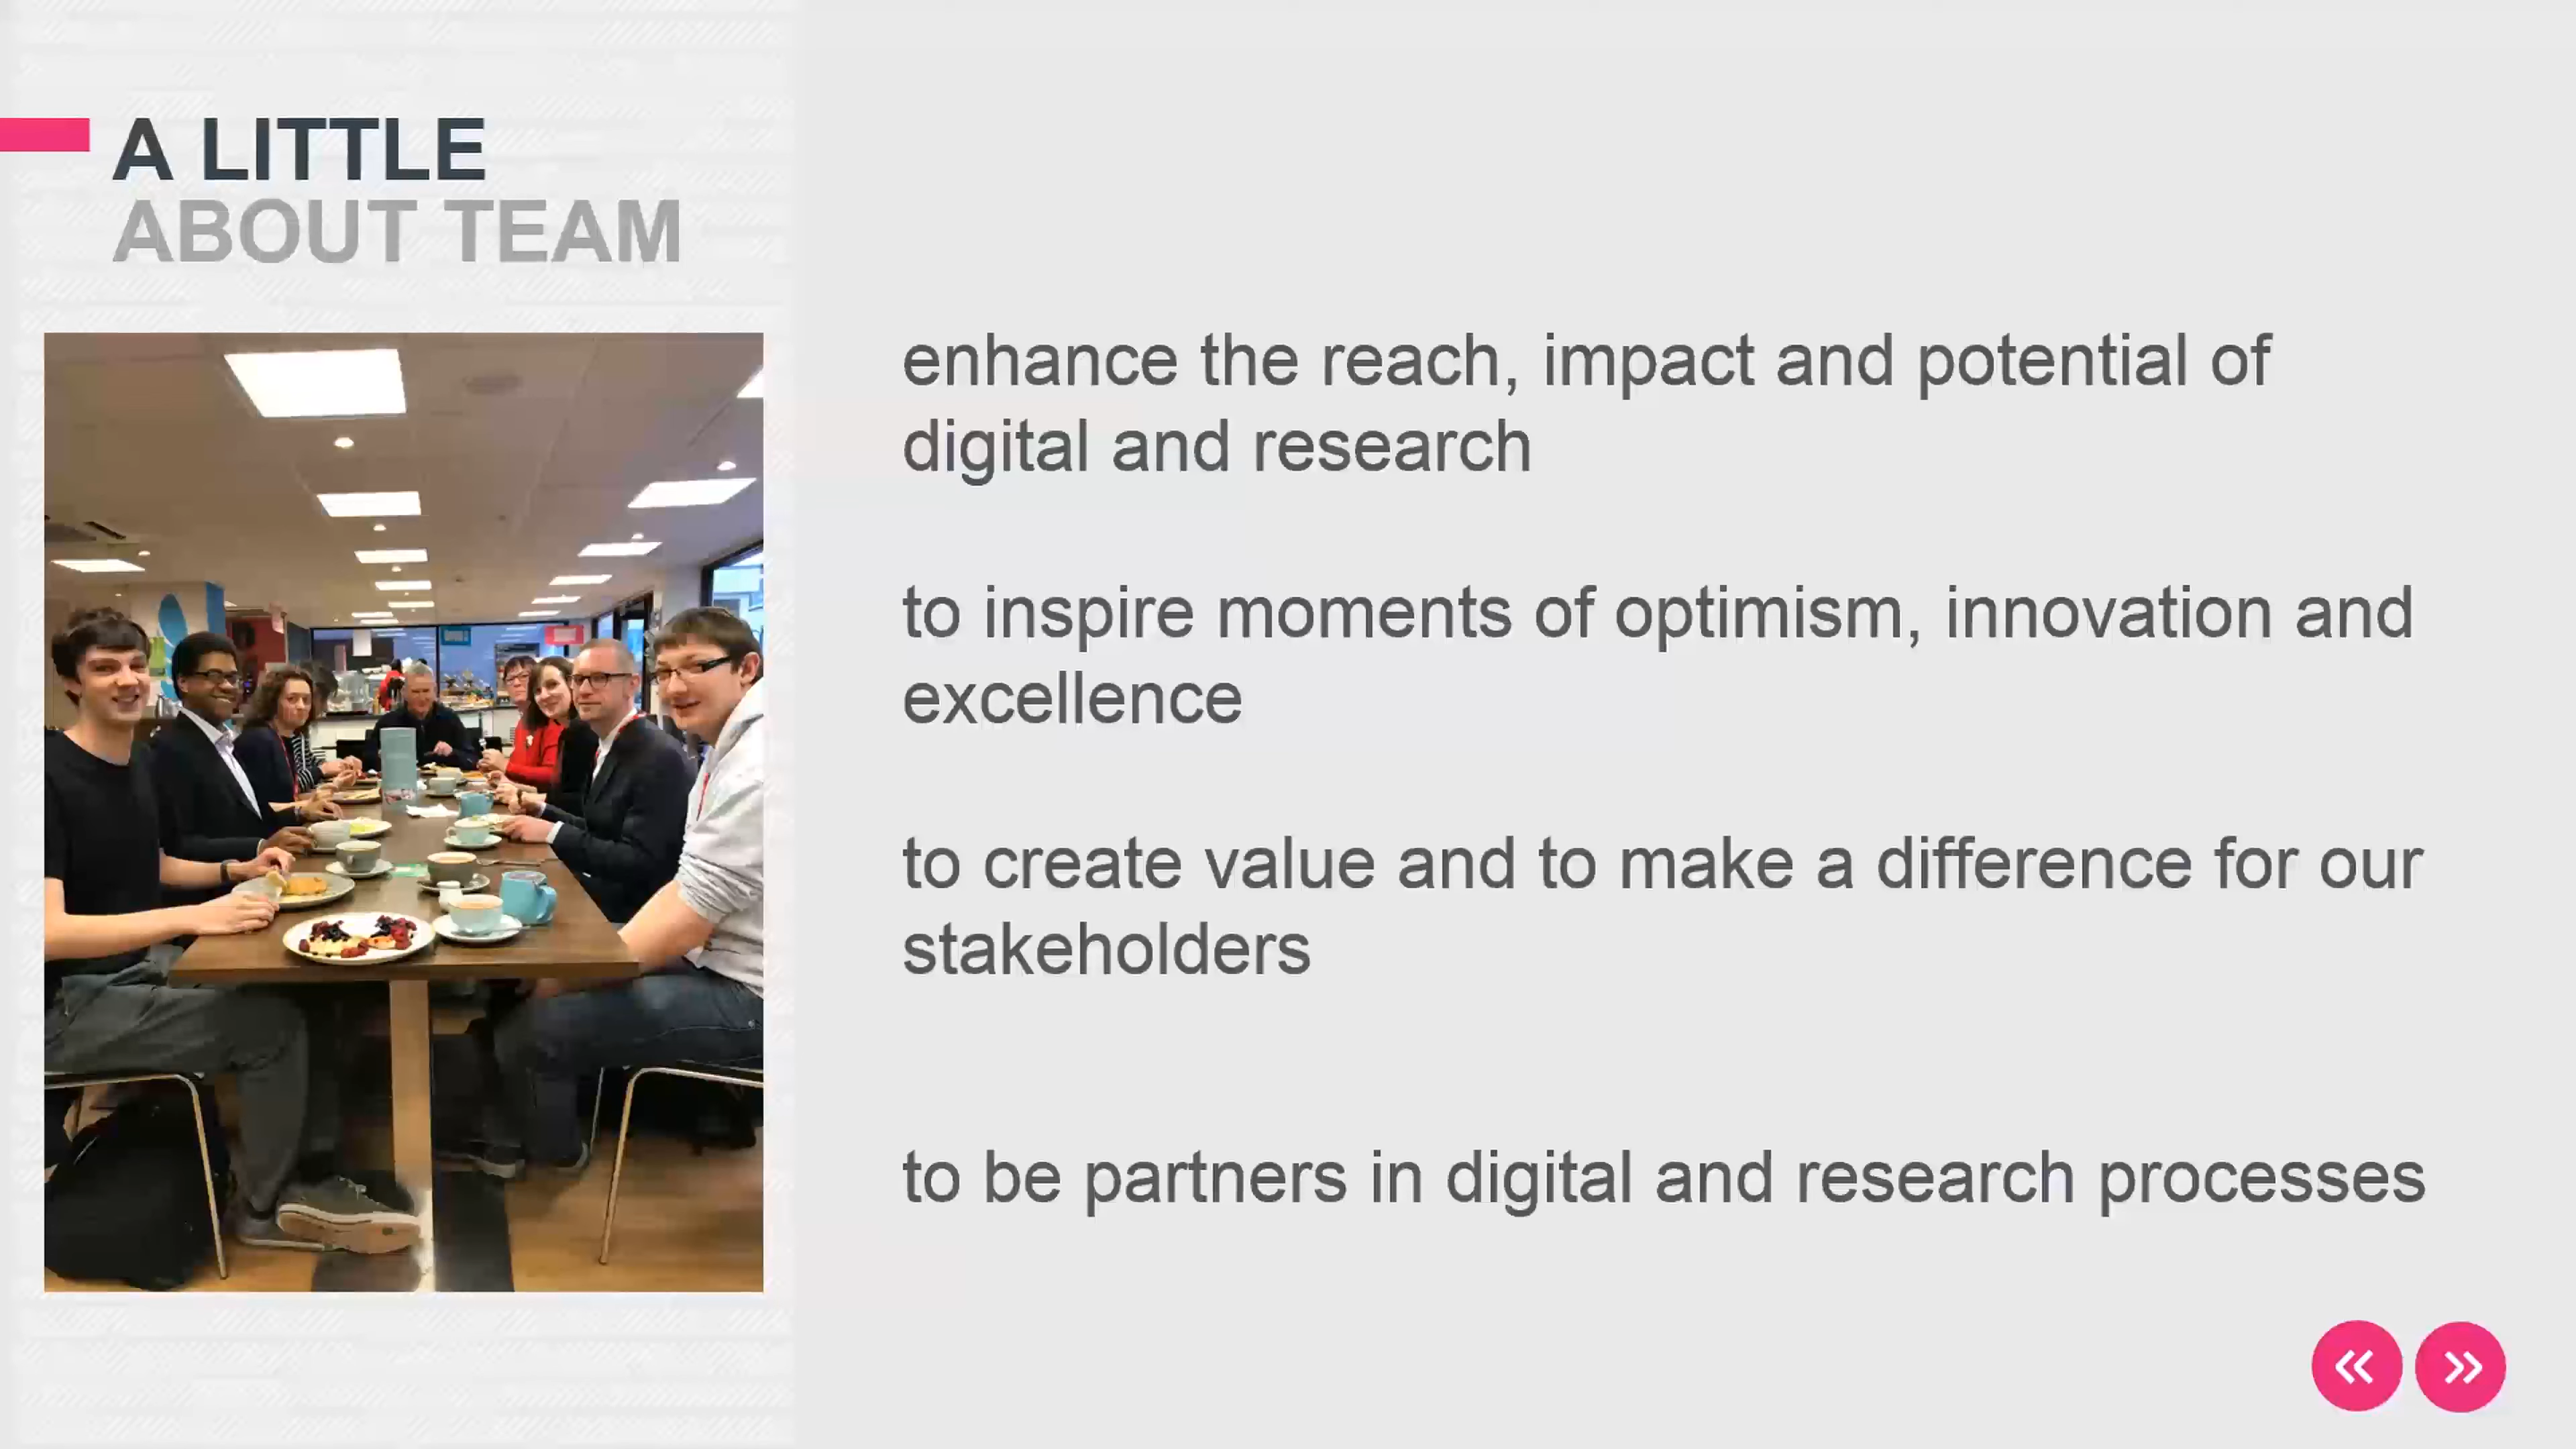 A LITTLE
ABOUT TEAM
enhance the reach, impact and potential of
digital and research
to inspire moments of optimism, innovation and
excellence
to create value and to make a difference for our
stakeholders
to be partners in digital and research processes